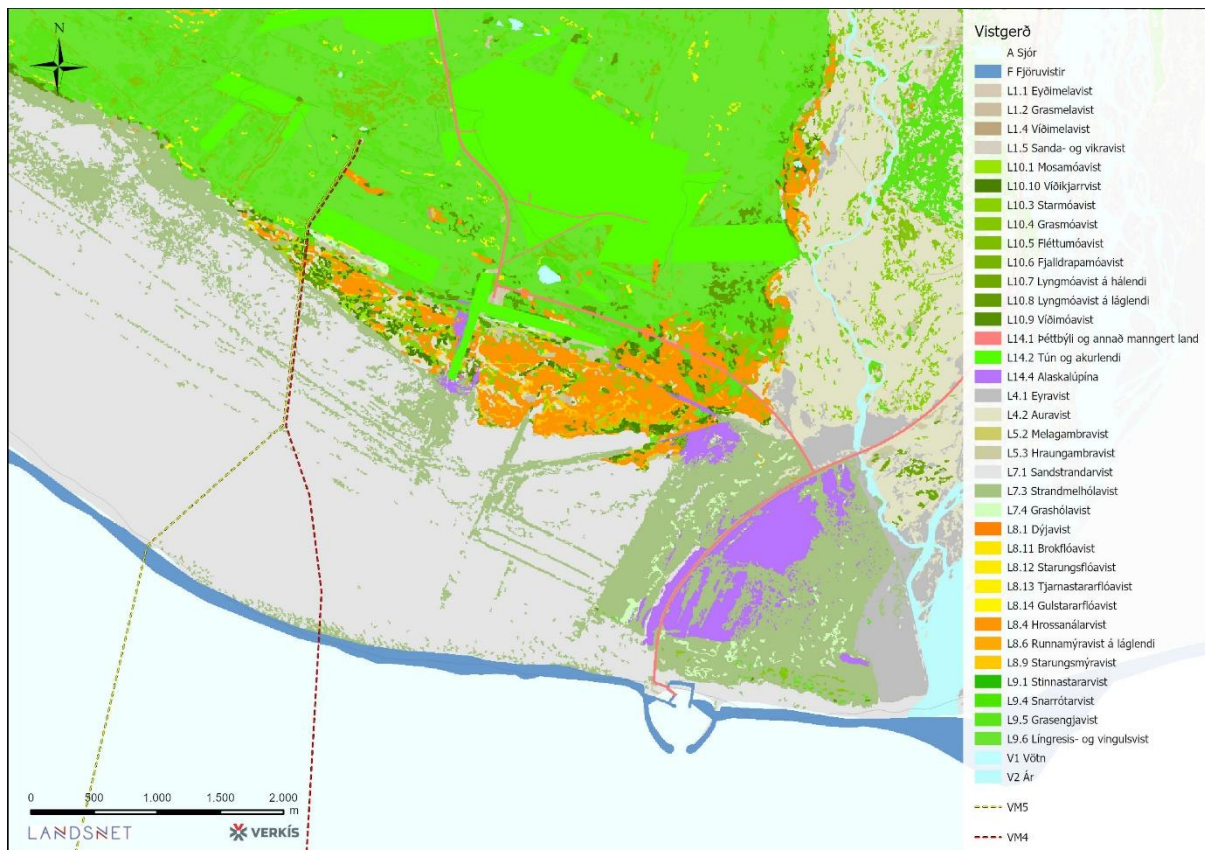 N
Vistgerð
A Sjór
F Fjöruvistir
L1.1 Eyðimelavist
L1.2 Grasmelavist
L1.4 Víðimelavist
L1.5 Sanda- og vikravist
L10.1 Mosamóavist
L10.10 Víðikjarrvist
L10.3 Starmóavist
L10.4 Grasmóavist
L10.5 Fléttumóavist
L10.6 Fjalldrapamóavist
L10.7 Lyngmóavist á hálendi
L10.8 Lyngmóavist á láglendi
L10.9 Víðimóavist
L14.1 Þéttbýli og annað manngert land
L14.2 Tún og akurlendi
L14.4 Alaskalúpína
L4.1 Eyravist
L4.2 Auravist
L5.2 Melagambravist
L5.3 Hraungambravist
L7.1 Sandstrandarvist
L7.3 Strandmelhólavist
L7.4 Grashólavist
L8.1 Dýjavist
L8.11 Brokflóavist
L8.12 Starungsflóavist
L8.13 Tjarnastararflóavist
L8.14 Gulstararflóavist
L8.4 Hrossanálarvist
L8.6 Runnamýravist á láglendi
L8.9 Starungsmýravist
L9.1 Stinnastararvist
L9.4 Snarrótarvist
L9.5 Grasengjavist
L9.6 Língresis- og vingulsvist
V1 Vötn
V2 Ár
VM5
VM4
0 500 1.000 1.500 2.000
m
LANDSNET VERKÍS